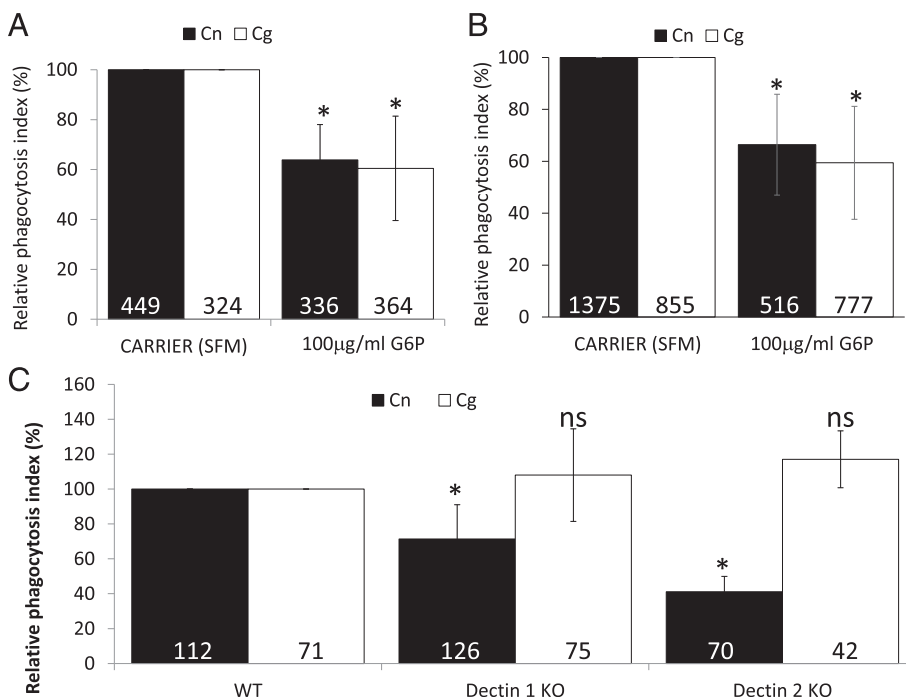 A
Cn Cg
Relative phagocytosis index (%)
100
80
60
40
20
0
* *
449 324 336 364
CARRIER (SFM) 100µg/ml G6P
B
Cn Cg
Relative phagocytosis index (%)
100
80
60
40
20
0
* *
1375 855 516 777
CARRIER (SFM) 100µg/ml G6P
C
Cn Cg
Relative phagocytosis index (%)
160
140
120
100
80
60
40
20
0
* ns * ns
112 71 126 75 70 42
WT Dectin 1 KO Dectin 2 KO